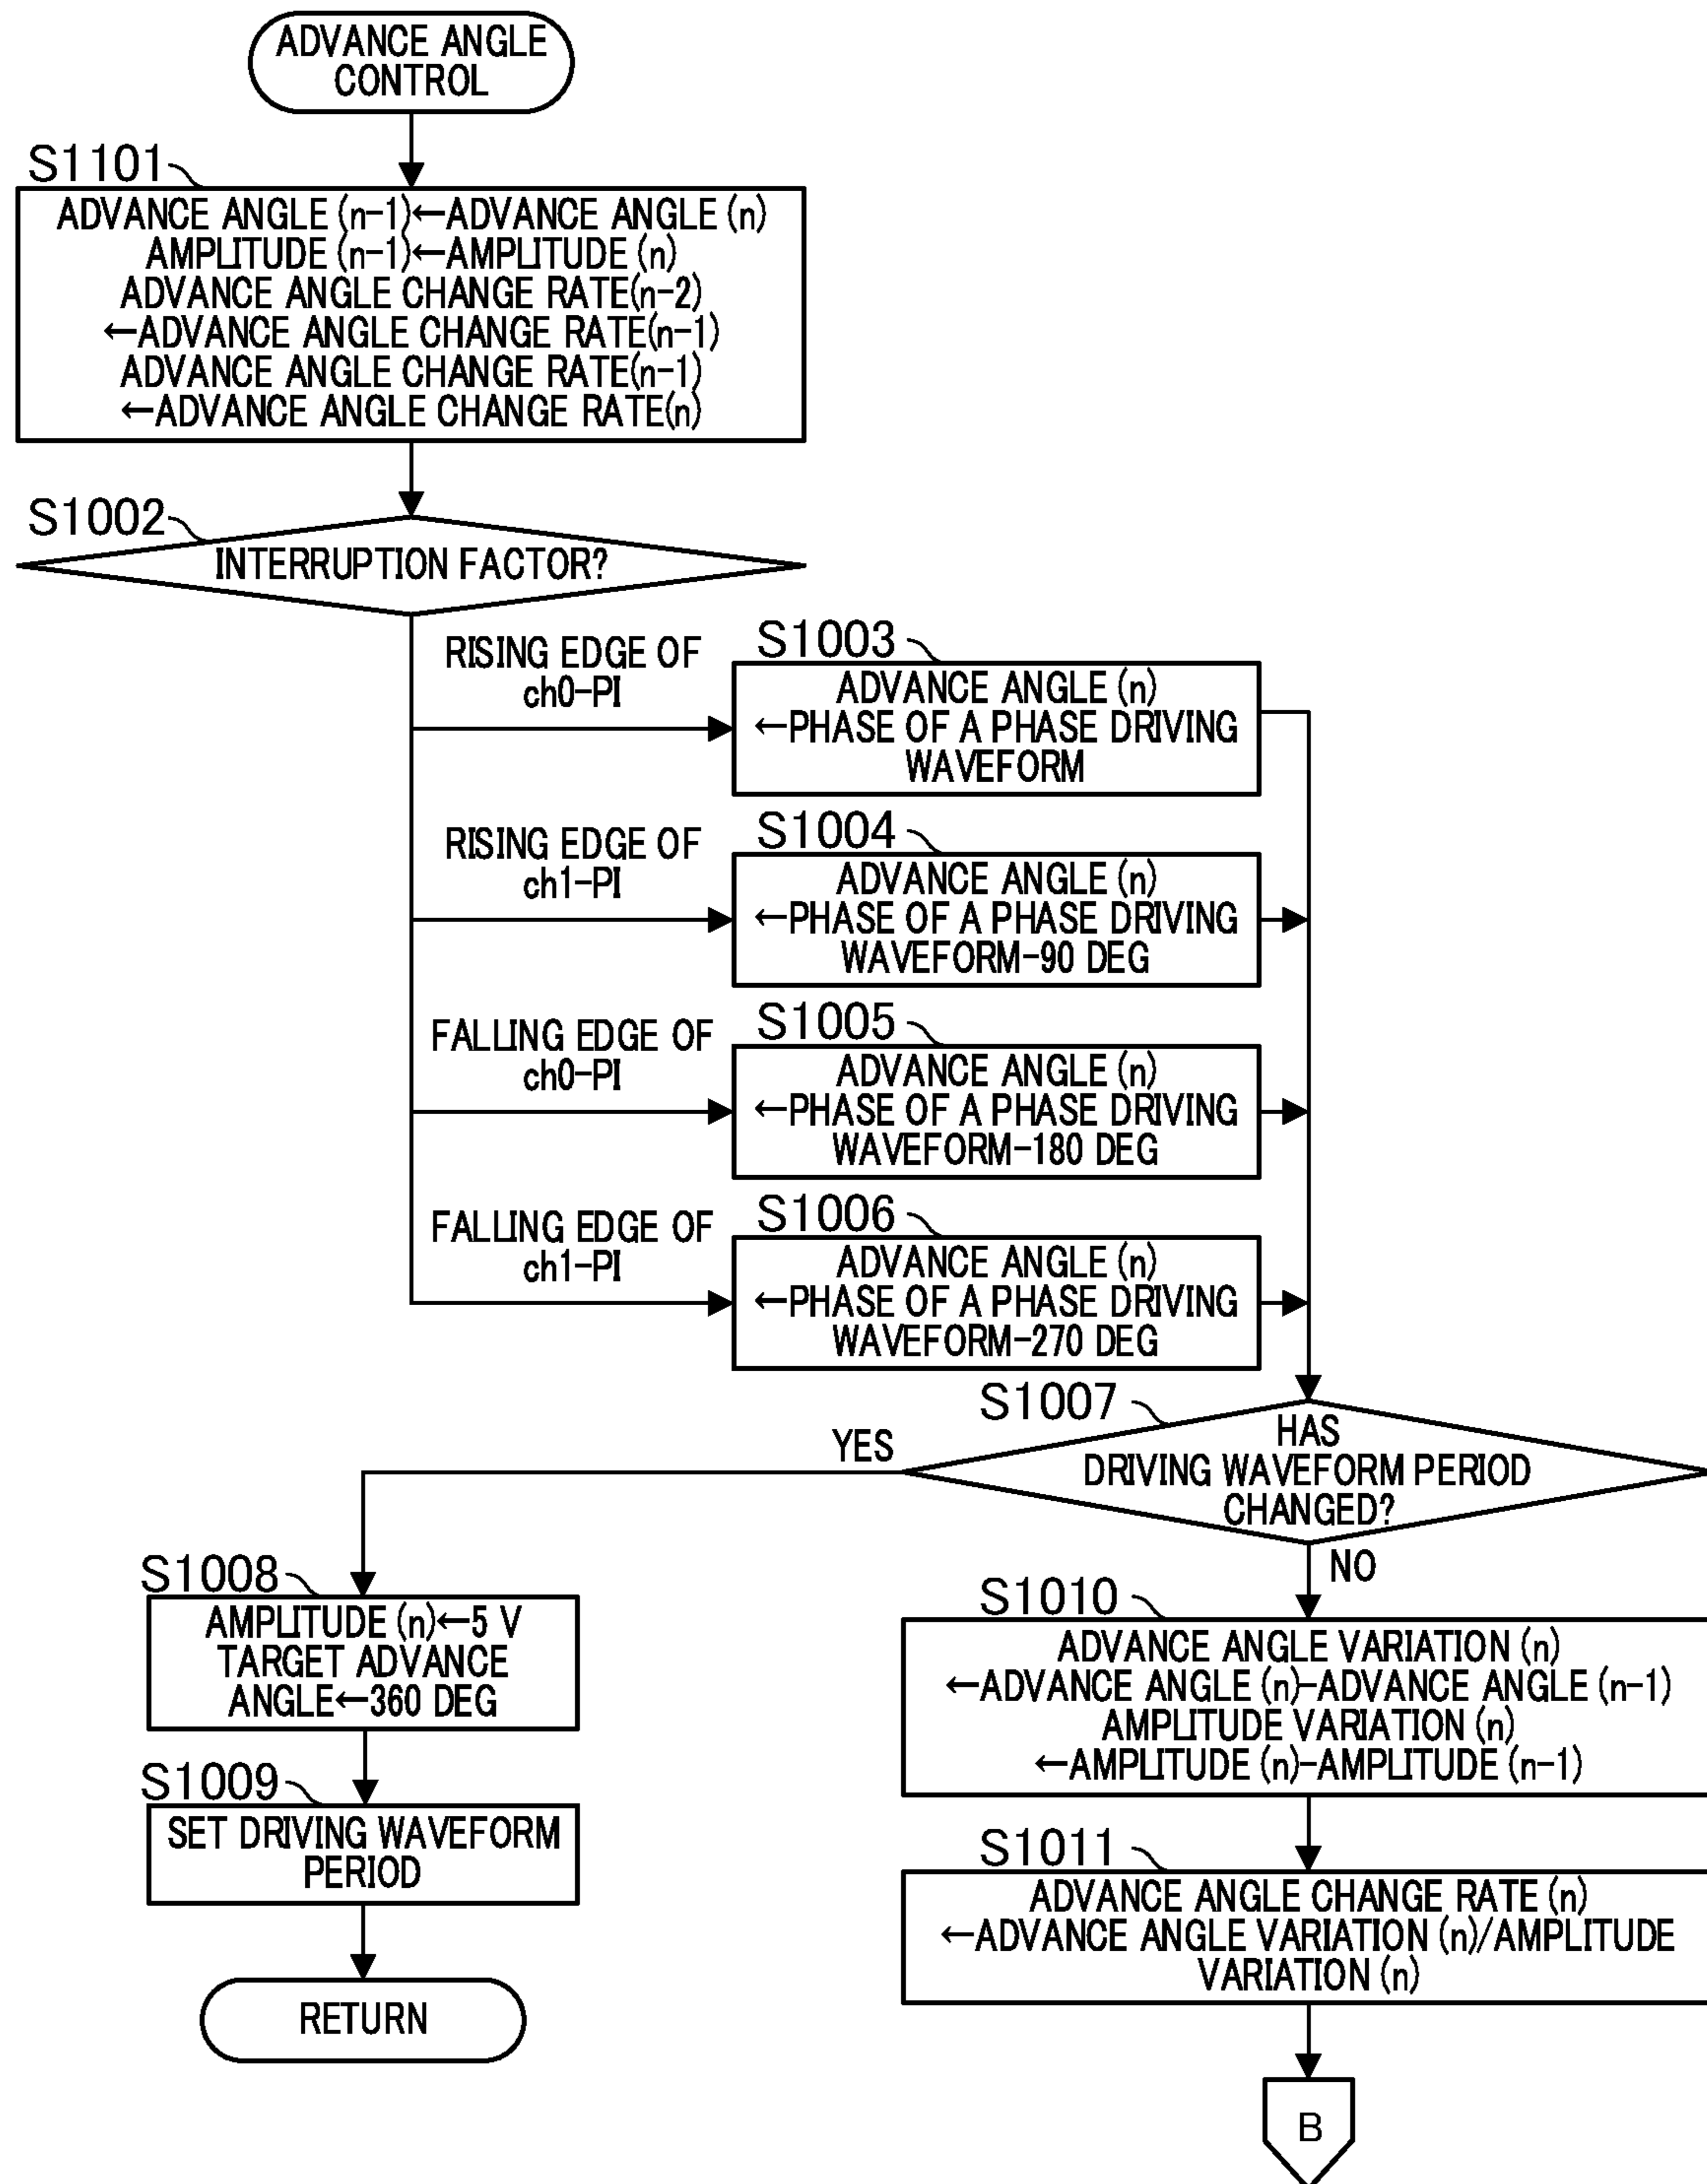 ADVANCE ANGLE
CONTROL
S1101
ADVANCE ANGLE (n-1)←ADVANCE ANGLE (n)
AMPLITUDE (n-1)←AMPLITUDE (n)
ADVANCE ANGLE CHANGE RATE(n-2)
←ADVANCE ANGLE CHANGE RATE(n-1)
ADVANCE ANGLE CHANGE RATE(n-1)
←ADVANCE ANGLE CHANGE RATE(n)
S1002
INTERRUPTION FACTOR?
RISING EDGE OF
ch0-PI
S1003
ADVANCE ANGLE (n)
←PHASE OF A PHASE DRIVING
WAVEFORM
RISING EDGE OF
ch1-PI
S1004
ADVANCE ANGLE (n)
←PHASE OF A PHASE DRIVING
WAVEFORM-90 DEG
FALLING EDGE OF
ch0-PI
S1005
ADVANCE ANGLE (n)
←PHASE OF A PHASE DRIVING
WAVEFORM-180 DEG
FALLING EDGE OF
ch1-PI
S1006
ADVANCE ANGLE (n)
←PHASE OF A PHASE DRIVING
WAVEFORM-270 DEG
S1007
HAS
DRIVING WAVEFORM PERIOD
CHANGED?
YES
NO
S1008
AMPLITUDE (n)←5 V
TARGET ADVANCE
ANGLE←360 DEG
S1009
SET DRIVING WAVEFORM
PERIOD
RETURN
S1010
ADVANCE ANGLE VARIATION (n)
←ADVANCE ANGLE (n)-ADVANCE ANGLE (n-1)
AMPLITUDE VARIATION (n)
←AMPLITUDE (n)-AMPLITUDE (n-1)
S1011
ADVANCE ANGLE CHANGE RATE (n)
←ADVANCE ANGLE VARIATION (n)/AMPLITUDE
VARIATION (n)
B